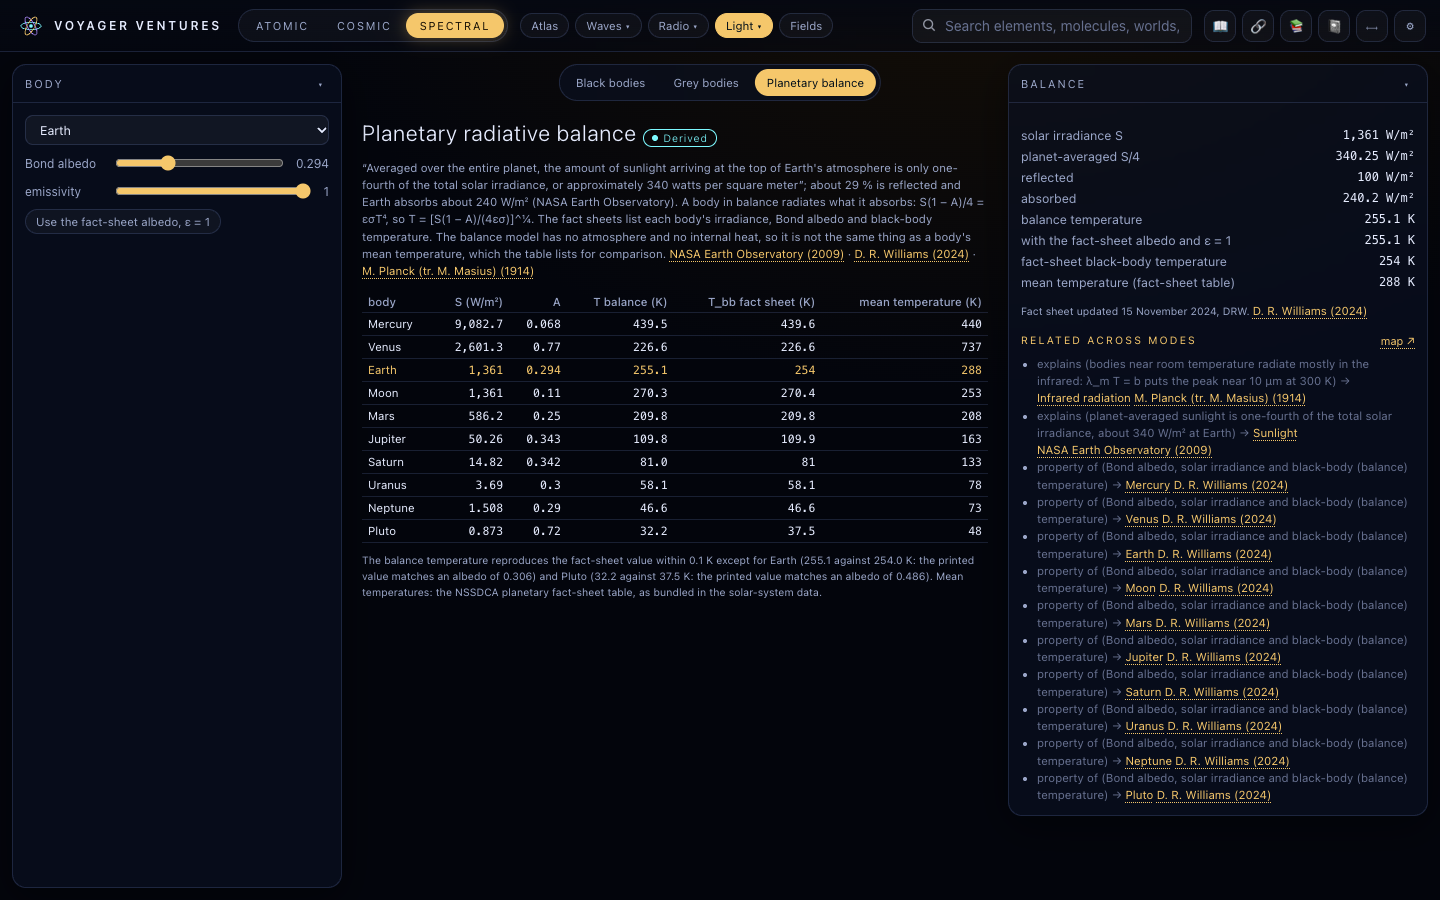 VOYAGER VENTURES
ATOMIC COSMIC SPECTRAL
Atlas Waves ▾ Radio ▾ Light ▾ Fields
Search elements, molecules, worlds,
BODY ▾
Earth
Bond albedo 0.294
emissivity 1
Use the fact-sheet albedo, ε = 1
Black bodies Grey bodies Planetary balance
Planetary radiative balance Derived
“Averaged over the entire planet, the amount of sunlight arriving at the top of Earth's atmosphere is only one-
fourth of the total solar irradiance, or approximately 340 watts per square meter”; about 29 % is reflected and
Earth absorbs about 240 W/m² (NASA Earth Observatory). A body in balance radiates what it absorbs: S(1 − A)/4 =
εσT⁴, so T = [S(1 − A)/(4εσ)]^¼. The fact sheets list each body's irradiance, Bond albedo and black-body
temperature. The balance model has no atmosphere and no internal heat, so it is not the same thing as a body's
mean temperature, which the table lists for comparison. NASA Earth Observatory (2009) · D. R. Williams (2024) ·
M. Planck (tr. M. Masius) (1914)
body S (W/m²) A T balance (K) T_bb fact sheet (K) mean temperature (K)
Mercury 9,082.7 0.068 439.5 439.6 440
Venus 2,601.3 0.77 226.6 226.6 737
Earth 1,361 0.294 255.1 254 288
Moon 1,361 0.11 270.3 270.4 253
Mars 586.2 0.25 209.8 209.8 208
Jupiter 50.26 0.343 109.8 109.9 163
Saturn 14.82 0.342 81.0 81 133
Uranus 3.69 0.3 58.1 58.1 78
Neptune 1.508 0.29 46.6 46.6 73
Pluto 0.873 0.72 32.2 37.5 48
The balance temperature reproduces the fact-sheet value within 0.1 K except for Earth (255.1 against 254.0 K: the printed
value matches an albedo of 0.306) and Pluto (32.2 against 37.5 K: the printed value matches an albedo of 0.486). Mean
temperatures: the NSSDCA planetary fact-sheet table, as bundled in the solar-system data.
BALANCE ▾
solar irradiance S 1,361 W/m²
planet-averaged S/4 340.25 W/m²
reflected 100 W/m²
absorbed 240.2 W/m²
balance temperature 255.1 K
with the fact-sheet albedo and ε = 1 255.1 K
fact-sheet black-body temperature 254 K
mean temperature (fact-sheet table) 288 K
Fact sheet updated 15 November 2024, DRW. D. R. Williams (2024)
RELATED ACROSS MODES map ↗
• explains (bodies near room temperature radiate mostly in the
infrared: λ_m T = b puts the peak near 10 µm at 300 K) →
Infrared radiation M. Planck (tr. M. Masius) (1914)
• explains (planet-averaged sunlight is one-fourth of the total solar
irradiance, about 340 W/m² at Earth) → Sunlight
NASA Earth Observatory (2009)
• property of (Bond albedo, solar irradiance and black-body (balance)
temperature) → Mercury D. R. Williams (2024)
• property of (Bond albedo, solar irradiance and black-body (balance)
temperature) → Venus D. R. Williams (2024)
• property of (Bond albedo, solar irradiance and black-body (balance)
temperature) → Earth D. R. Williams (2024)
• property of (Bond albedo, solar irradiance and black-body (balance)
temperature) → Moon D. R. Williams (2024)
• property of (Bond albedo, solar irradiance and black-body (balance)
temperature) → Mars D. R. Williams (2024)
• property of (Bond albedo, solar irradiance and black-body (balance)
temperature) → Jupiter D. R. Williams (2024)
• property of (Bond albedo, solar irradiance and black-body (balance)
temperature) → Saturn D. R. Williams (2024)
• property of (Bond albedo, solar irradiance and black-body (balance)
temperature) → Uranus D. R. Williams (2024)
• property of (Bond albedo, solar irradiance and black-body (balance)
temperature) → Neptune D. R. Williams (2024)
• property of (Bond albedo, solar irradiance and black-body (balance)
temperature) → Pluto D. R. Williams (2024)